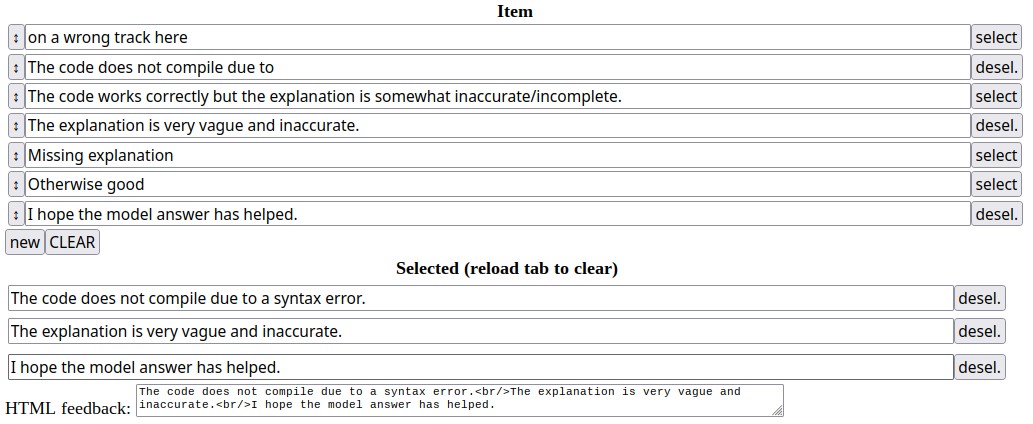 Item
↕ on a wrong track here select
↕ The code does not compile due to desel.
↕ The code works correctly but the explanation is somewhat inaccurate/incomplete. select
↕ The explanation is very vague and inaccurate. desel.
↕ Missing explanation select
↕ Otherwise good select
↕ I hope the model answer has helped. desel.
new CLEAR
Selected (reload tab to clear)
The code does not compile due to a syntax error. desel.
The explanation is very vague and inaccurate. desel.
I hope the model answer has helped. desel.
HTML feedback: The code does not compile due to a syntax error.<br/>The explanation is very vague and
inaccurate.<br/>I hope the model answer has helped.